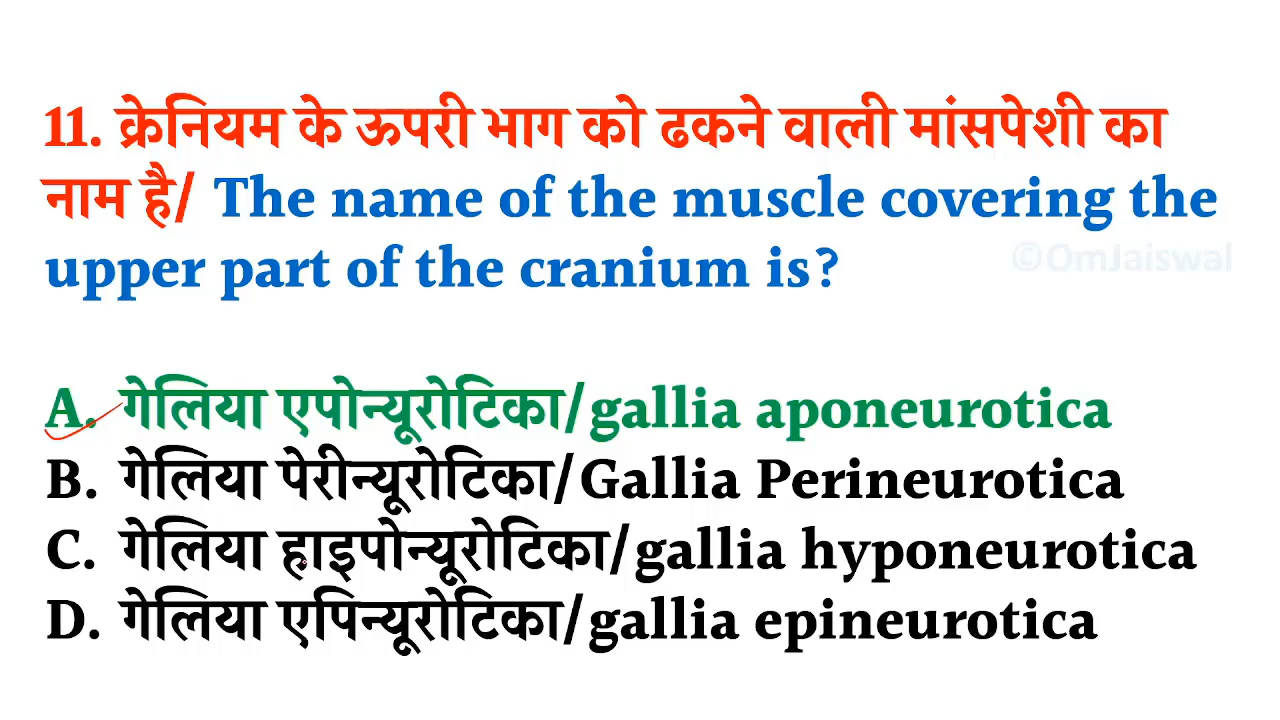 11. क्रेनियम के ऊपरी भाग को ढकने वाली मांसपेशी का
नाम है/ The name of the muscle covering the
upper part of the cranium is?
©OmJaiswal
A. गेलिया एपोन्यूरोटिका/gallia aponeurotica
B. गेलिया पेरीन्यूरोटिका/Gallia Perineurotica
C. गेलिया हाइपोन्यूरोटिका/gallia hyponeurotica
D. गेलिया एपिन्यूरोटिका/gallia epineurotica